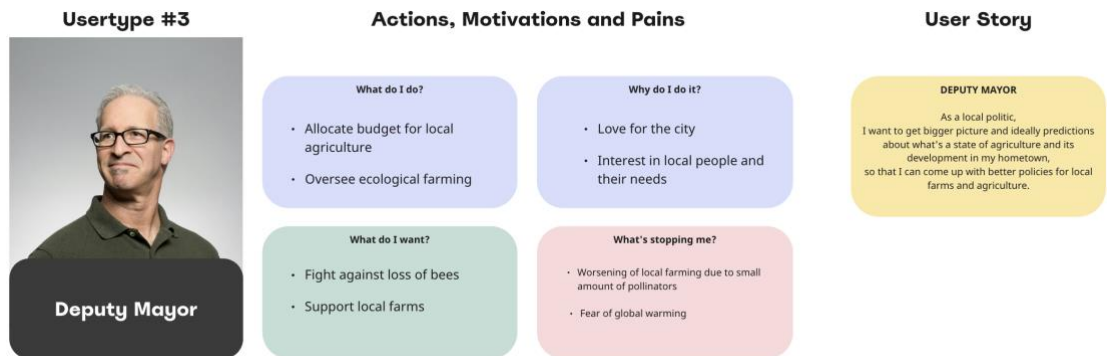 Usertype #3
Deputy Mayor
Actions, Motivations and Pains
What do I do?
• Allocate budget for local
agriculture
• Oversee ecological farming
Why do I do it?
• Love for the city
• Interest in local people and
their needs
What do I want?
• Fight against loss of bees
• Support local farms
What's stopping me?
• Worsening of local farming due to small
amount of pollinators
• Fear of global warming
User Story
DEPUTY MAYOR
As a local politic,
I want to get bigger picture and ideally predictions
about what's a state of agriculture and its
development in my hometown,
so that I can come up with better policies for local
farms and agriculture.